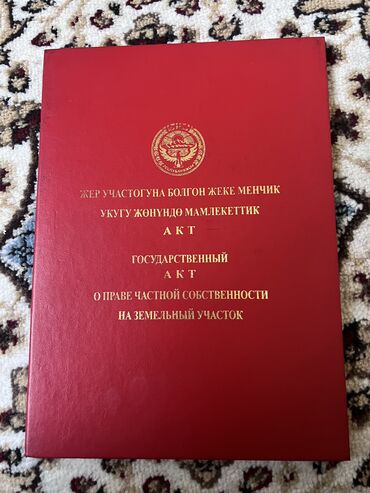 ЖЕР УЧАСТОГУНА БОЛГОН ЖЕКЕ МЕНЧИК
УКУГУ ЖӨНҮНДӨ МАМЛЕКЕТТИК
АКТ
ГОСУДАРСТВЕННЫЙ
АКТ
О ПРАВЕ ЧАСТНОЙ СОБСТВЕННОСТИ
НА ЗЕМЕЛЬНЫЙ УЧАСТОК